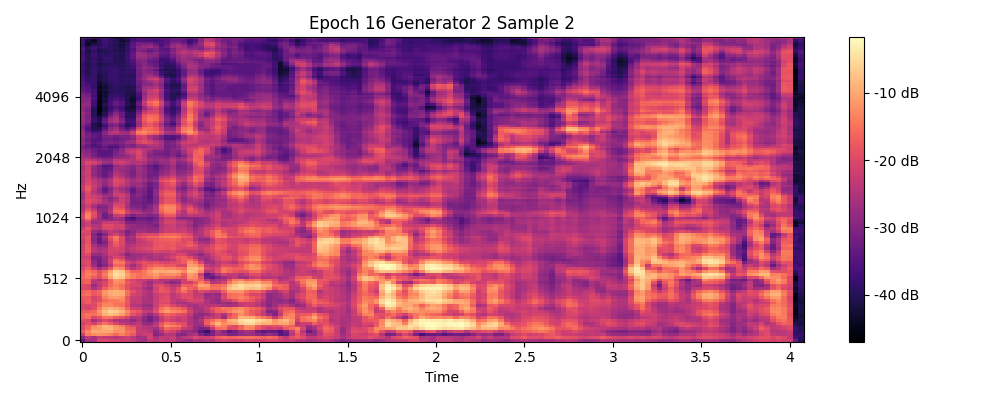 Epoch 16 Generator 2 Sample 2
Hz
4096
2048
1024
512
0
0 0.5 1 1.5 2 2.5 3 3.5 4
Time
-10 dB
-20 dB
-30 dB
-40 dB